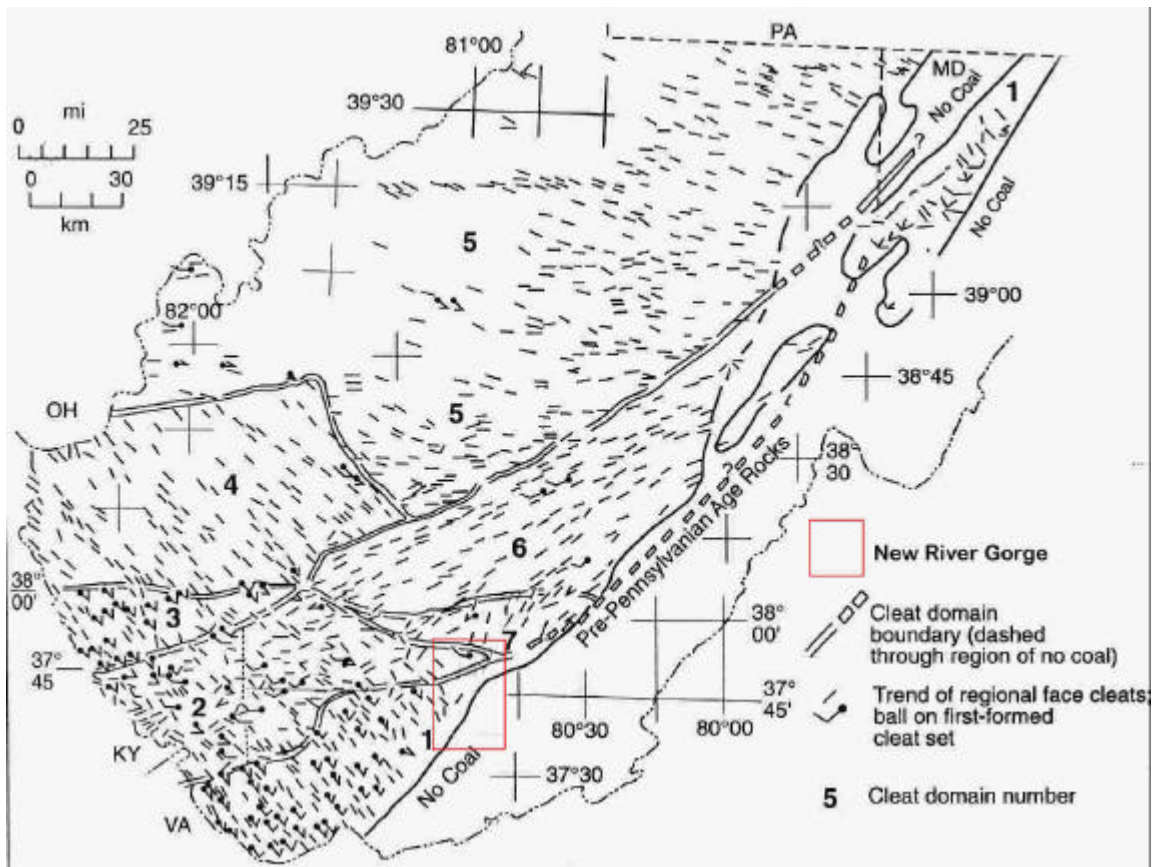 PA
81°00
MD
No Coal
1
39°30
mi
0 25
0 30
km
39°15
5
No Coal
39°00
82°00
38°45
OH
5
38°
30
4
Pre-Pennsylvanian Age Rocks
6
New River Gorge
38°
00'
3
7
38°
00'
Cleat domain
boundary (dashed
through region of no coal)
37°
45
37°
45'
2
80°30
80°00
Trend of regional face cleats;
ball on first-formed
cleat set
1
KY
No Coal
37°30
5 Cleat domain number
VA